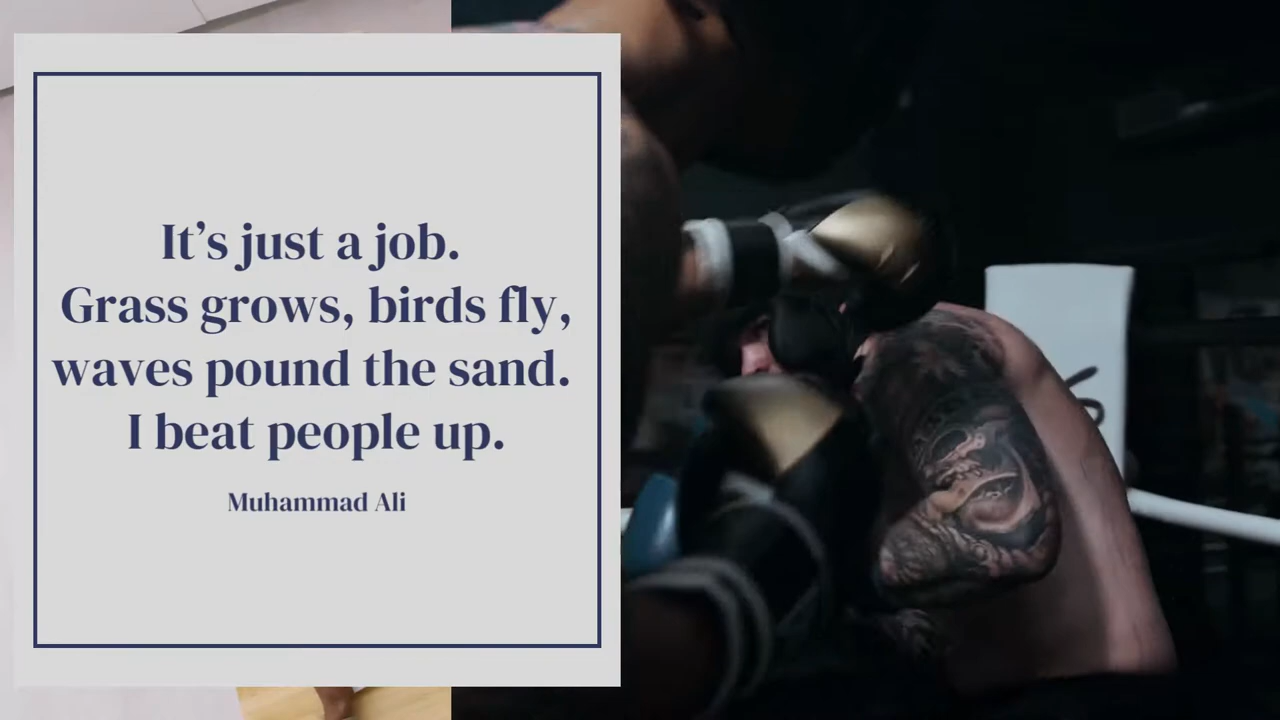 It’s just a job.
Grass grows, birds fly,
waves pound the sand.
I beat people up.
Muhammad Ali